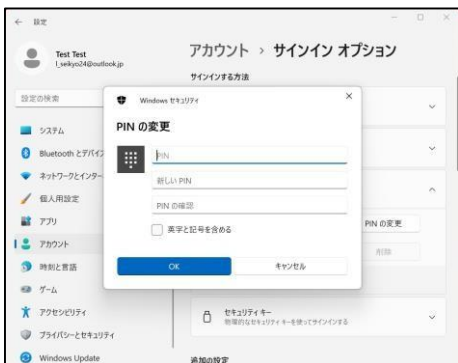 設定
Test Test
l_seikyo24@outlook.jp
アカウント › サインイン オプション
サインインする方法
設定の検索
システム
Bluetooth とデバイス
ネットワークとインター
個人用設定
アプリ
アカウント
時刻と言語
ゲーム
アクセシビリティ
プライバシーとセキュリティ
Windows Update
Windows セキュリティ
PIN の変更
PIN
新しい PIN
PIN の確認
英字と記号を含める
OK
キャンセル
PIN の変更
削除
セキュリティ キー
物理的なセキュリティ キーを使ってサインインする
追加の設定